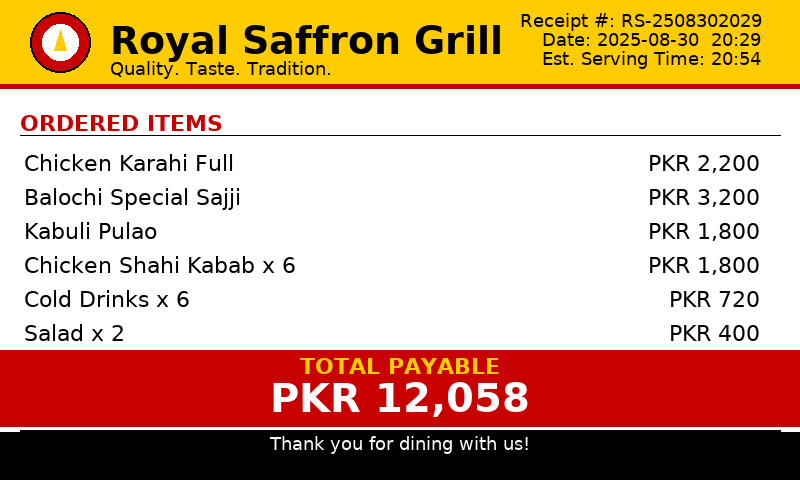 Royal Saffron Grill
Quality. Taste. Tradition.
Receipt #: RS-2508302029
Date: 2025-08-30  20:29
Est. Serving Time: 20:54
ORDERED ITEMS
Chicken Karahi Full PKR 2,200
Balochi Special Sajji PKR 3,200
Kabuli Pulao PKR 1,800
Chicken Shahi Kabab x 6 PKR 1,800
Cold Drinks x 6 PKR 720
Salad x 2 PKR 400
TOTAL PAYABLE
PKR 12,058
Thank you for dining with us!